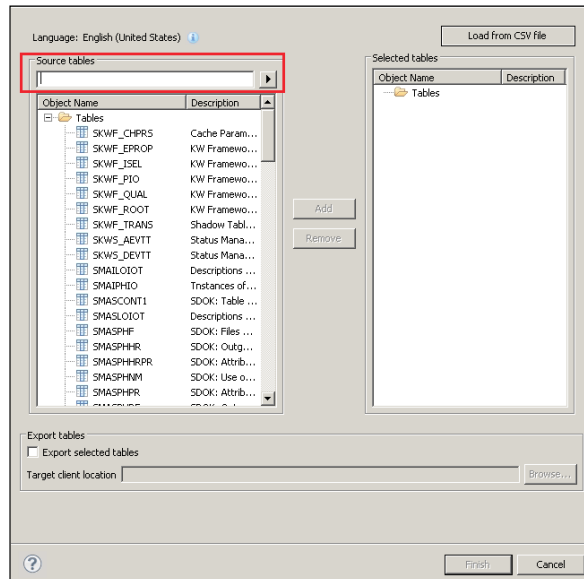 Language: English (United States)
Load from CSV file
Source tables
Object Name Description
Tables
SKWF_CHPRS Cache Param...
SKWF_EPROP KW Framewo...
SKWF_ISEL KW Framewo...
SKWF_PIO KW Framewo...
SKWF_QUAL KW Framewo...
SKWF_ROOT KW Framewo...
SKWF_TRANS Shadow Tabl...
SKWS_AEVTT Status Mana...
SKWS_DEVTT Status Mana...
SMAILOIOT Descriptions ...
SMAIPHIO Tnstances of...
SMASCONT1 SDOK: Table ...
SMASLOIOT Descriptions ...
SMASPHF SDOK: Files ...
SMASPHHR SDOK: Outg...
SMASPHHRPR SDOK: Attrib...
SMASPHNM SDOK: Use o...
SMASPHPR SDOK: Attrib...
Add
Remove
Selected tables
Object Name Description
Tables
Export tables
Export selected tables
Target client location Browse...
? Finish Cancel